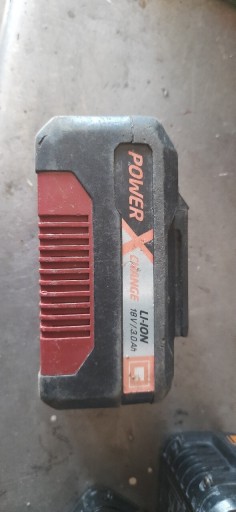 POWER
X
CHANGE
LI-ION
18V/3.0Ah